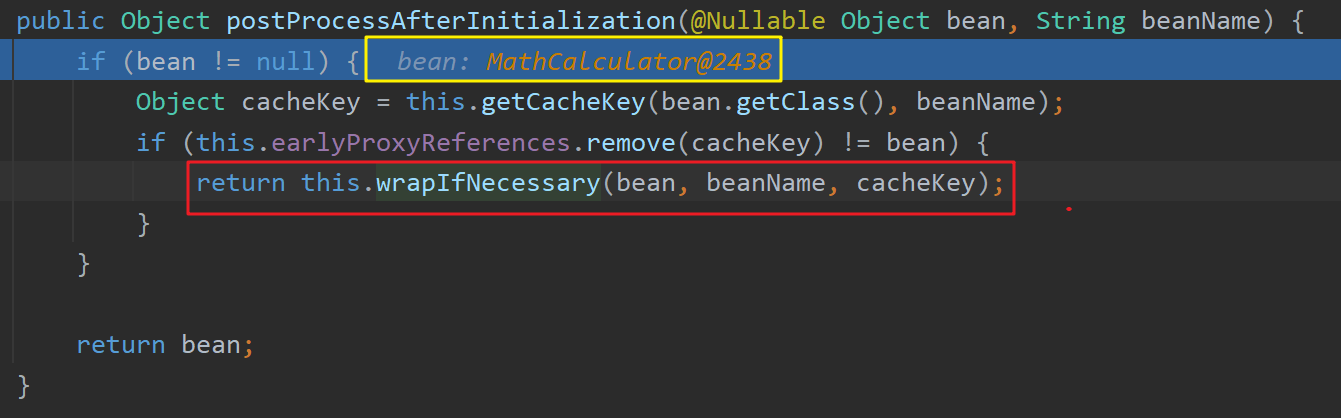 public Object postProcessAfterInitialization(@Nullable Object bean, String beanName) {
if (bean != null) { bean: MathCalculator@2438
Object cacheKey = this.getCacheKey(bean.getClass(), beanName);
if (this.earlyProxyReferences.remove(cacheKey) != bean) {
return this.wrapIfNecessary(bean, beanName, cacheKey);
}
}
return bean;
}